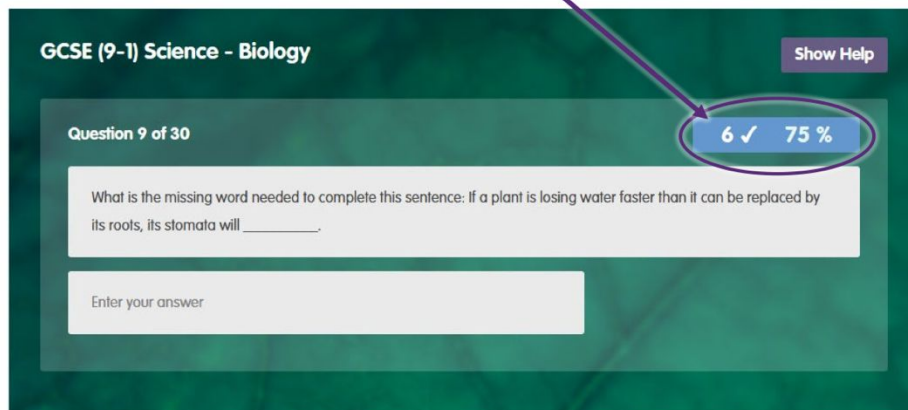 GCSE (9-1) Science - Biology
Show Help
Question 9 of 30
6 ✓ 75 %
What is the missing word needed to complete this sentence: If a plant is losing water faster than it can be replaced by
its roots, its stomata will __________.
Enter your answer